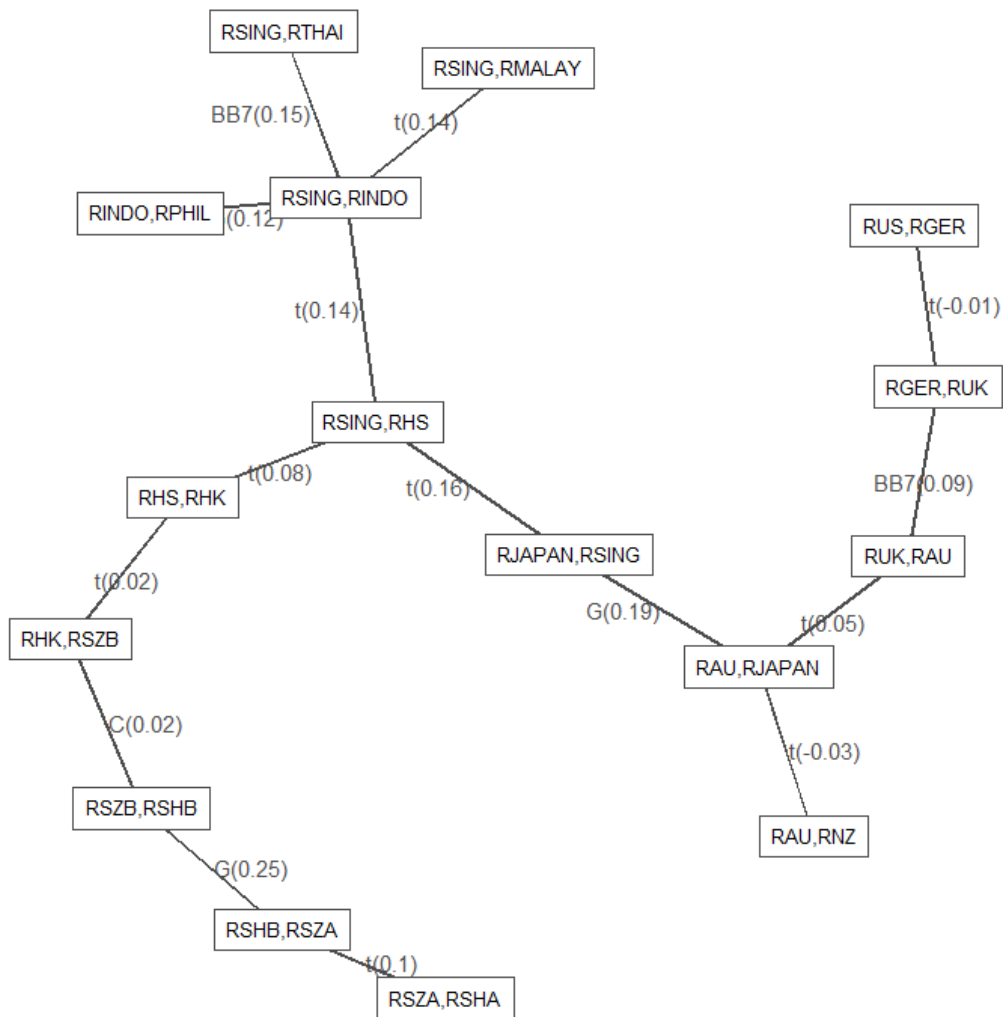 RSING,RTHAI
RSING,RMALAY
BB7(0.15)
t(0.14)
RSING,RINDO
RINDO,RPHIL
(0.12)
RUS,RGER
t(0.14)
t(-0.01)
RGER,RUK
RSING,RHS
t(0.08)
t(0.16)
BB7(0.09)
RHS,RHK
RJAPAN,RSING
RUK,RAU
t(0.02)
G(0.19)
t(0.05)
RHK,RSZB
RAU,RJAPAN
C(0.02)
t(-0.03)
RSZB,RSHB
RAU,RNZ
G(0.25)
RSHB,RSZA
t(0.1)
RSZA,RSHA